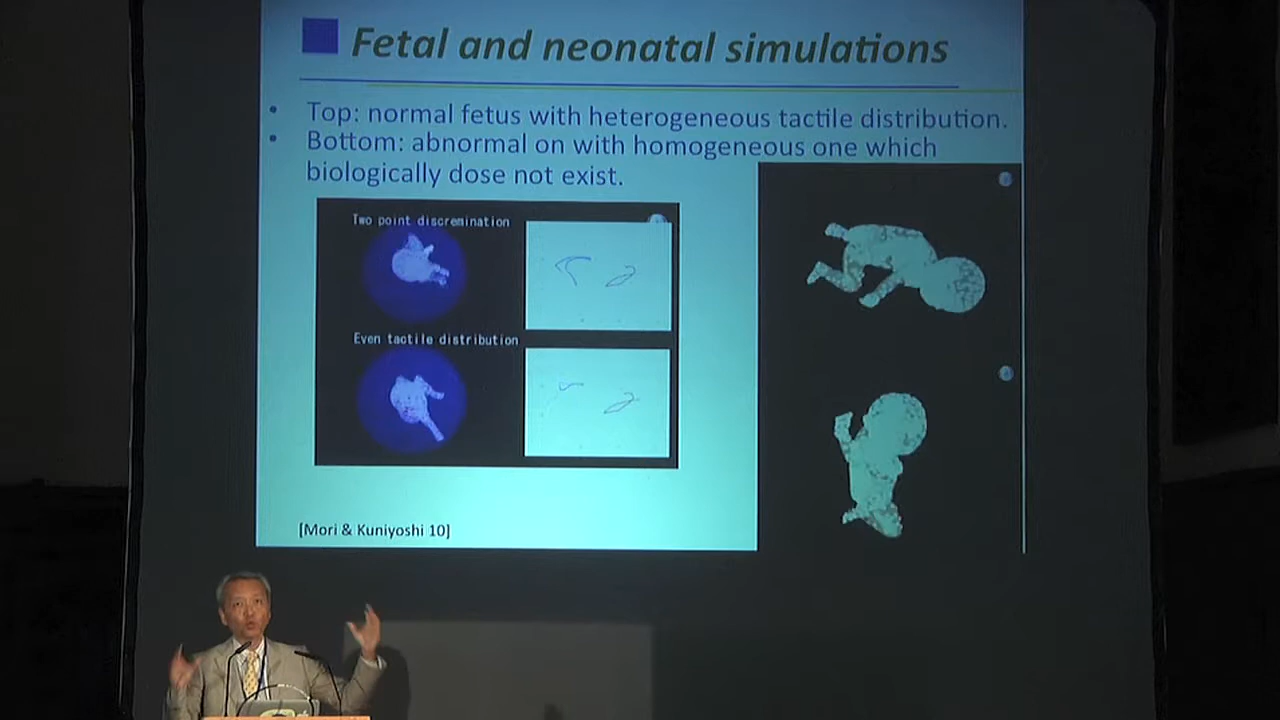 Fetal and neonatal simulations
• Top: normal fetus with heterogeneous tactile distribution.
• Bottom: abnormal on with homogeneous one which
biologically dose not exist.
Two point discremination
Even tactile distribution
[Mori & Kuniyoshi 10]